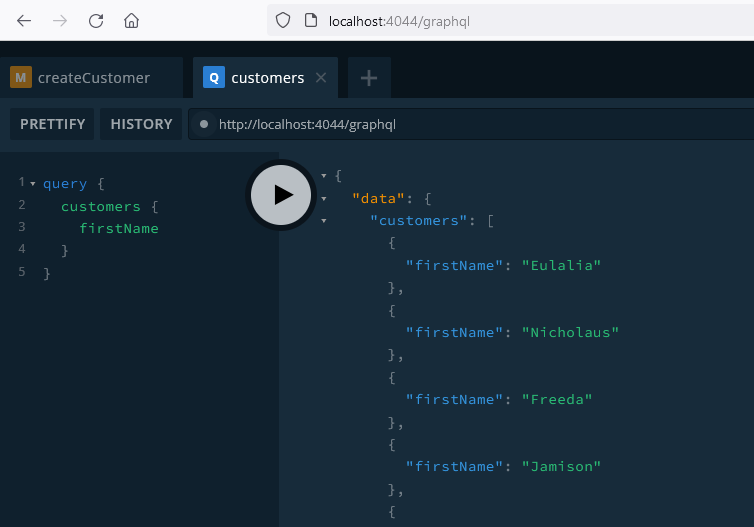 localhost:4044/graphql
M createCustomer
Q customers
PRETTIFY HISTORY http://localhost:4044/graphql
1 query {
2 customers {
3 firstName
4 }
5 }
{
"data": {
"customers": [
{
"firstName": "Eulalia"
},
{
"firstName": "Nicholaus"
},
{
"firstName": "Freeda"
},
{
"firstName": "Jamison"
},
{